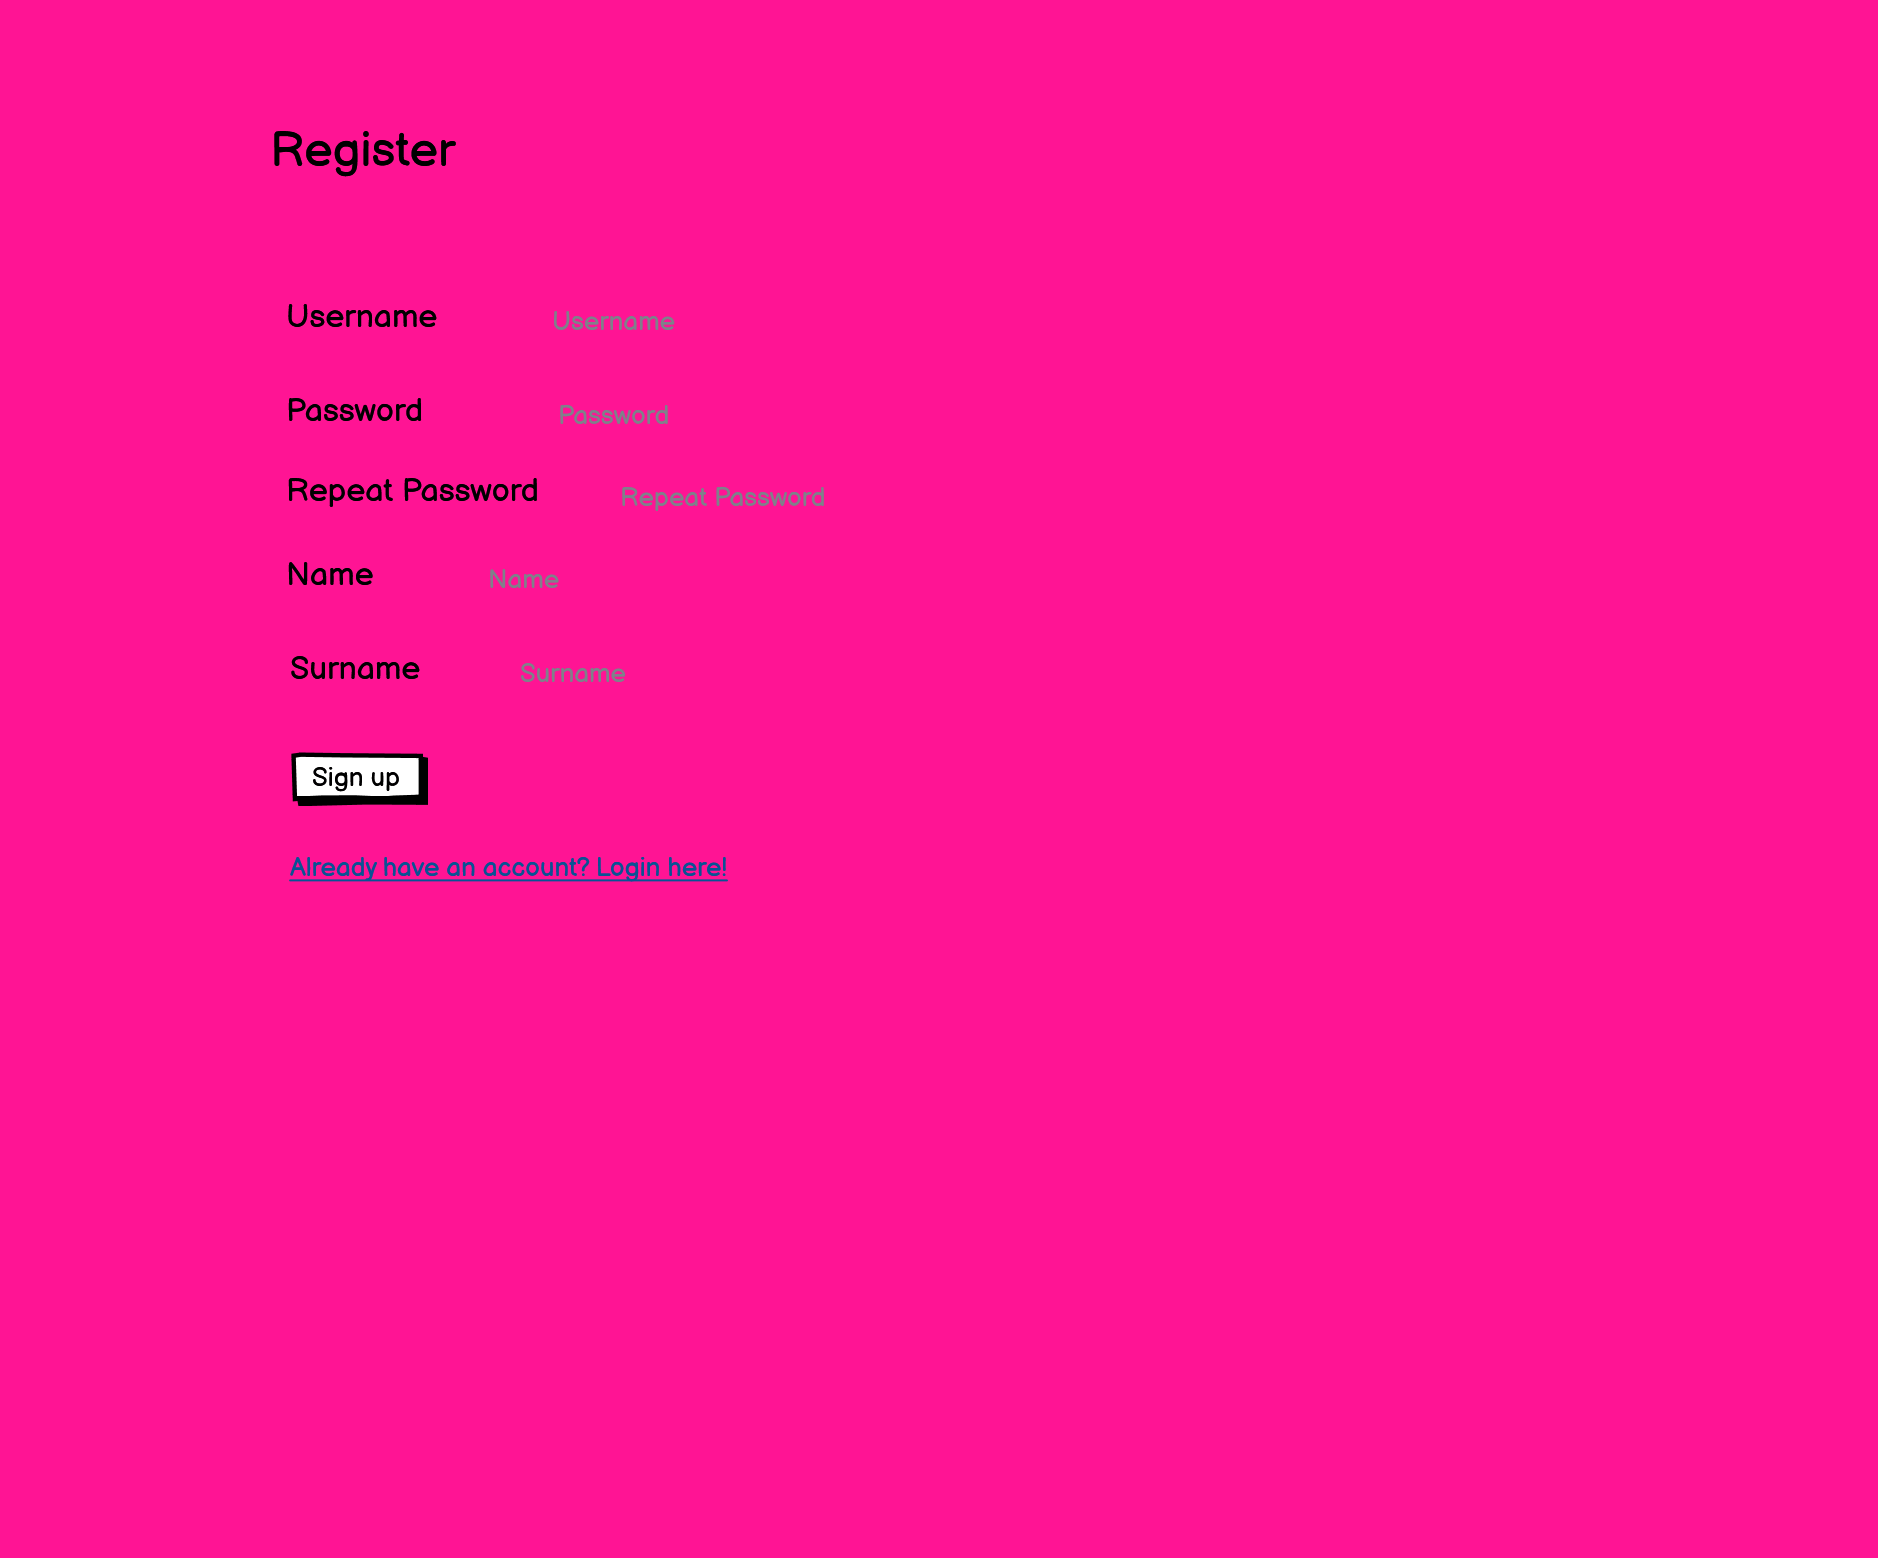 Register
Username Username
Password Password
Repeat Password Repeat Password
Name Name
Surname Surname
Sign up
Already have an account? Login here!